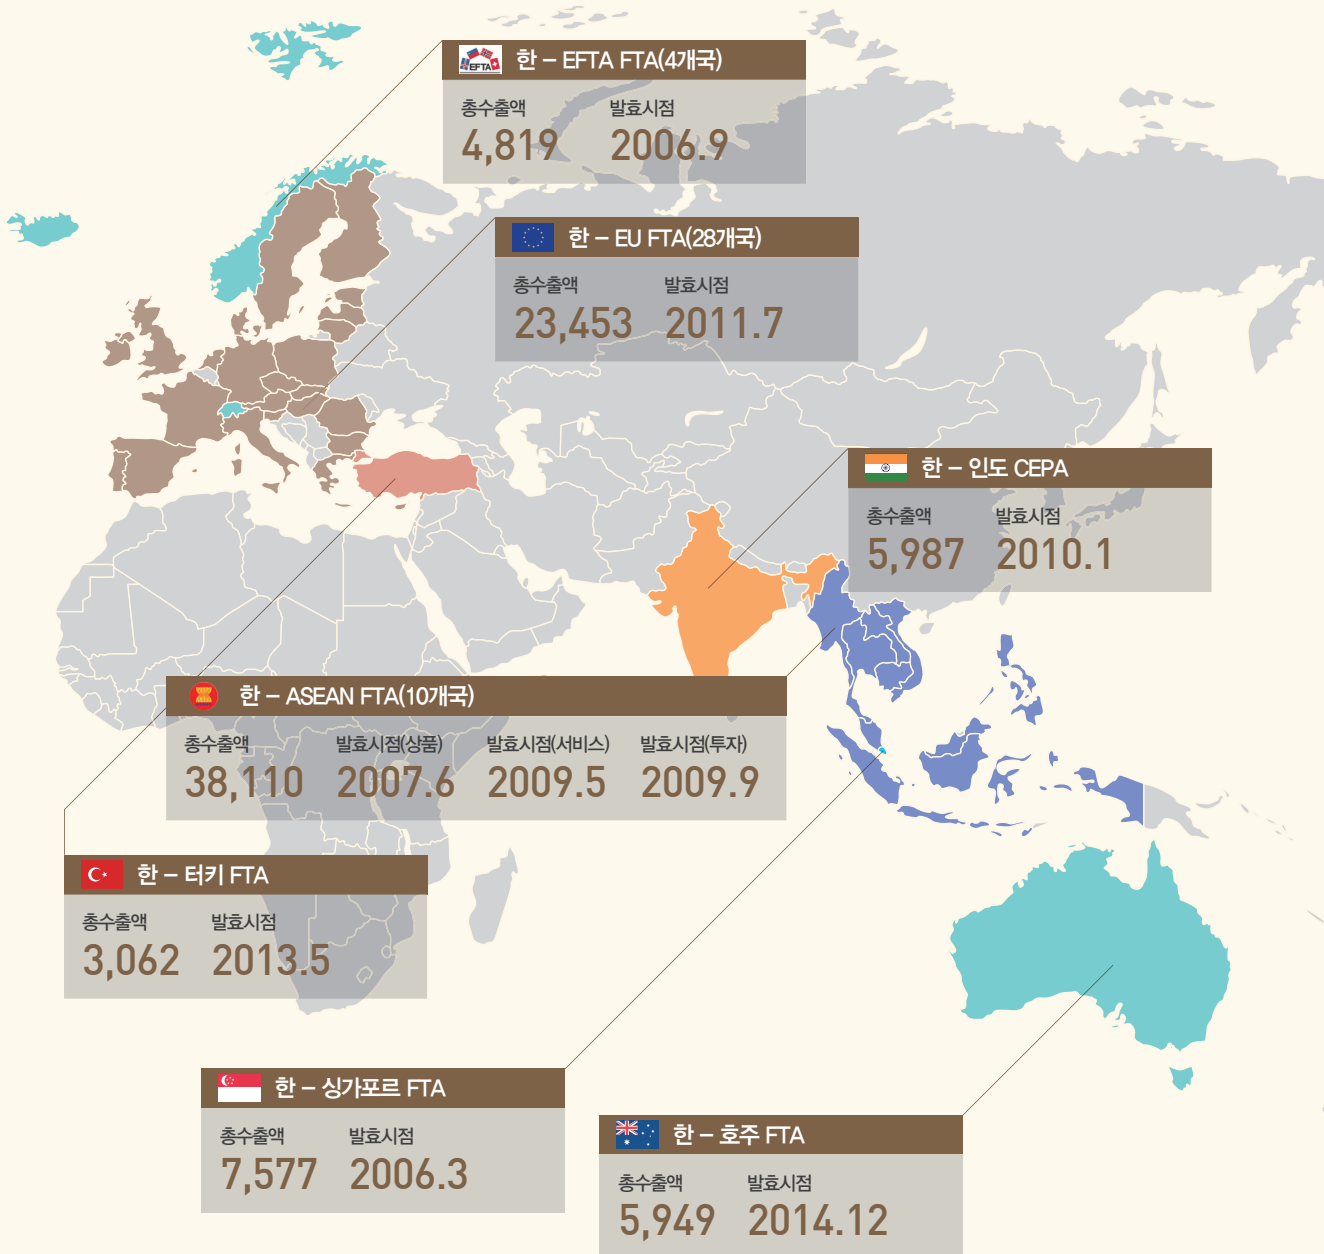 EFTA
한 – EFTA FTA(4개국)
총수출액 발효시점
4,819 2006.9
한 – EU FTA(28개국)
총수출액 발효시점
23,453 2011.7
한 – 인도 CEPA
총수출액 발효시점
5,987 2010.1
한 – ASEAN FTA(10개국)
총수출액 발효시점(상품) 발효시점(서비스) 발효시점(투자)
38,110 2007.6 2009.5 2009.9
한 – 터키 FTA
총수출액 발효시점
3,062 2013.5
한 – 싱가포르 FTA
총수출액 발효시점
7,577 2006.3
한 – 호주 FTA
총수출액 발효시점
5,949 2014.12